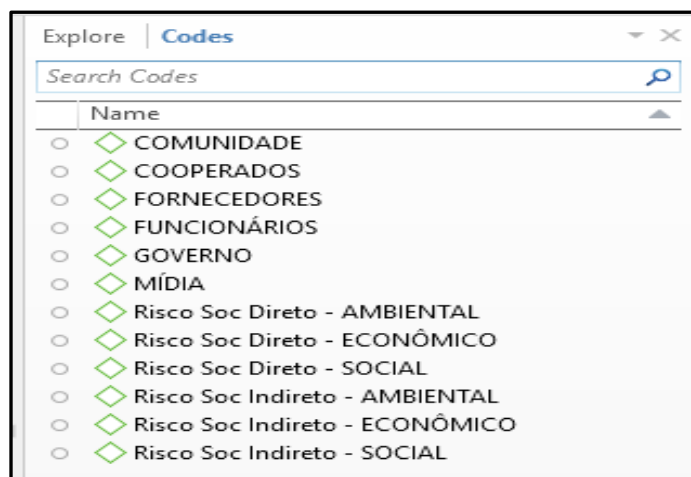 Explore | Codes
Search Codes
Name
COMUNIDADE
COOPERADOS
FORNECEDORES
FUNCIONÁRIOS
GOVERNO
MÍDIA
Risco Soc Direto - AMBIENTAL
Risco Soc Direto - ECONÔMICO
Risco Soc Direto - SOCIAL
Risco Soc Indireto - AMBIENTAL
Risco Soc Indireto - ECONÔMICO
Risco Soc Indireto - SOCIAL